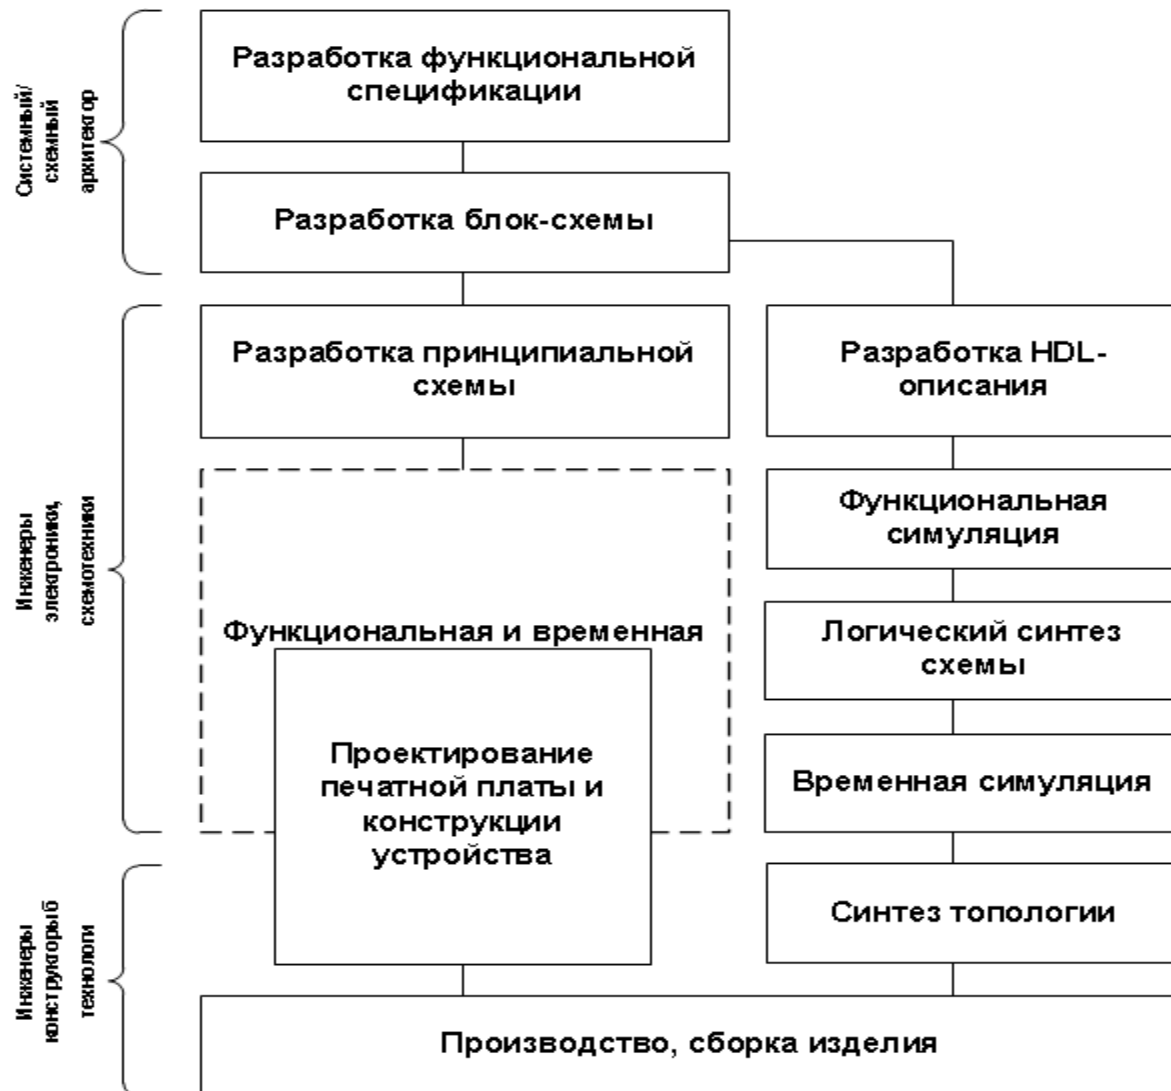 Системный/
схемный
архитектор
Разработка функциональной
спецификации
Разработка блок-схемы
Инженеры
электроники,
схемотехники
Разработка принципиальной
схемы
Разработка HDL-
описания
Функциональная
симуляция
Функциональная и временная
Логический синтез
схемы
Проектирование
печатной платы и
конструкции
устройства
Временная симуляция
Инженеры
конструкторыб
технологи
Синтез топологии
Производство, сборка изделия